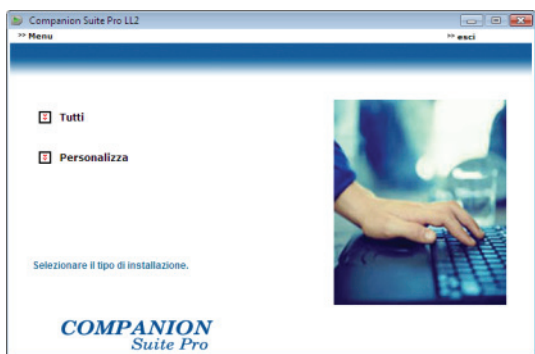 Companion Suite Pro LL2
Menu
esci
Tutti
Personalizza
Selezionare il tipo di installazione.
COMPANION
Suite Pro